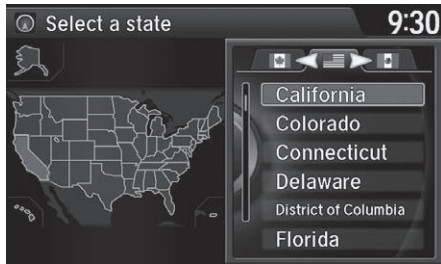 Select a state
9:30
California
Colorado
Connecticut
Delaware
District of Columbia
Florida